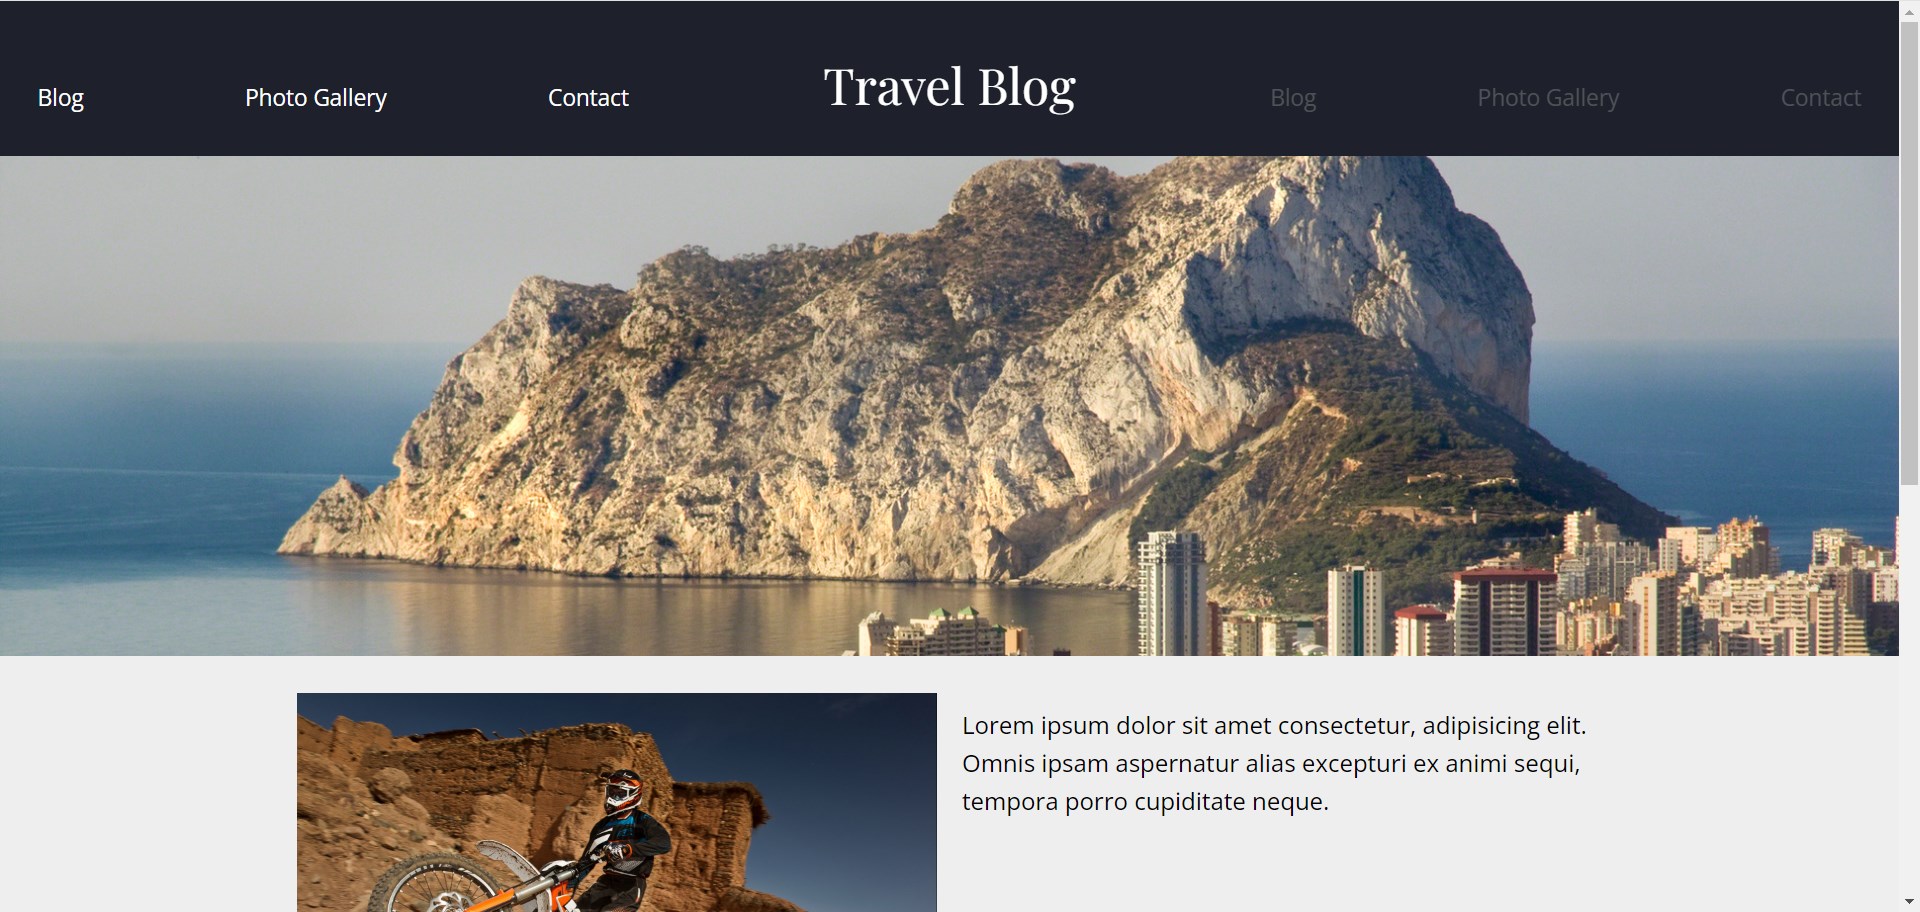 Blog Photo Gallery Contact Travel Blog Blog Photo Gallery Contact
Lorem ipsum dolor sit amet consectetur, adipisicing elit.
Omnis ipsam aspernatur alias excepturi ex animi sequi,
tempora porro cupiditate neque.